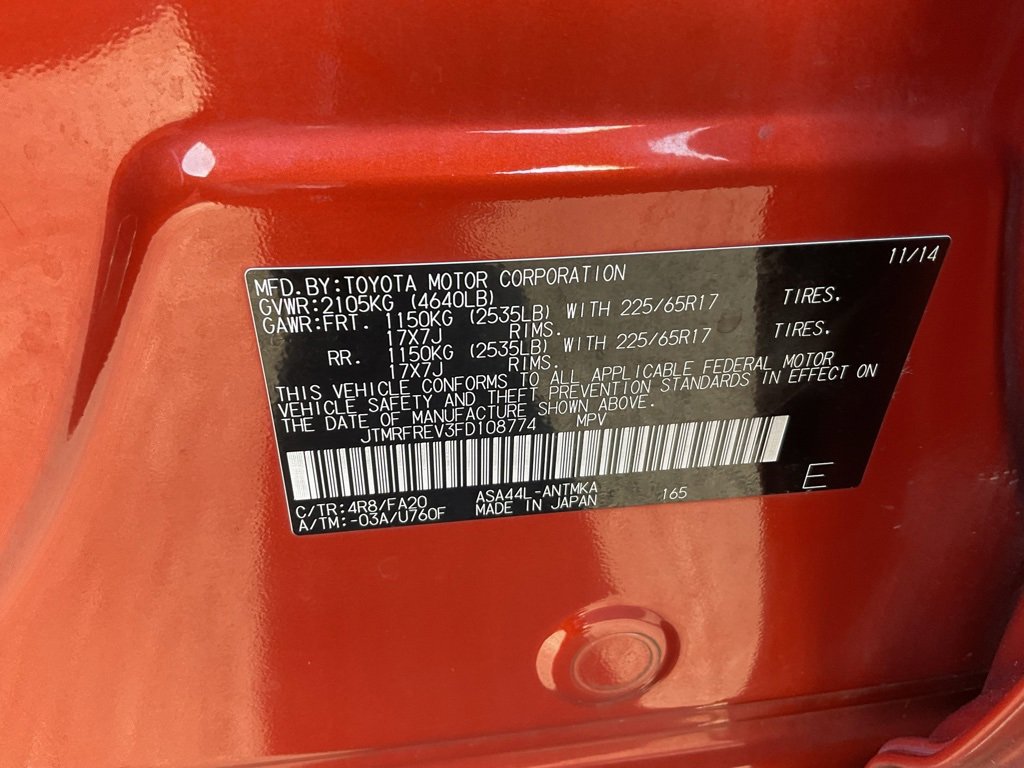 11/14
MFD.BY:TOYOTA MOTOR CORPORATION
GVWR:2105KG (4640LB)
GAWR:FRT. 1150KG (2535LB) WITH 225/65R17 TIRES.
17X7J RIMS.
RR. 1150KG (2535LB) WITH 225/65R17 TIRES.
17X7J RIMS.
THIS VEHICLE CONFORMS TO ALL APPLICABLE FEDERAL MOTOR
VEHICLE SAFETY AND THEFT PREVENTION STANDARDS IN EFFECT ON
THE DATE OF MANUFACTURE SHOWN ABOVE.
JTMRFREV3FD108774 MPV
C/TR:4R8/FA20 ASA44L-ANTMKA 165
A/TM:-03A/U760F MADE IN JAPAN
E